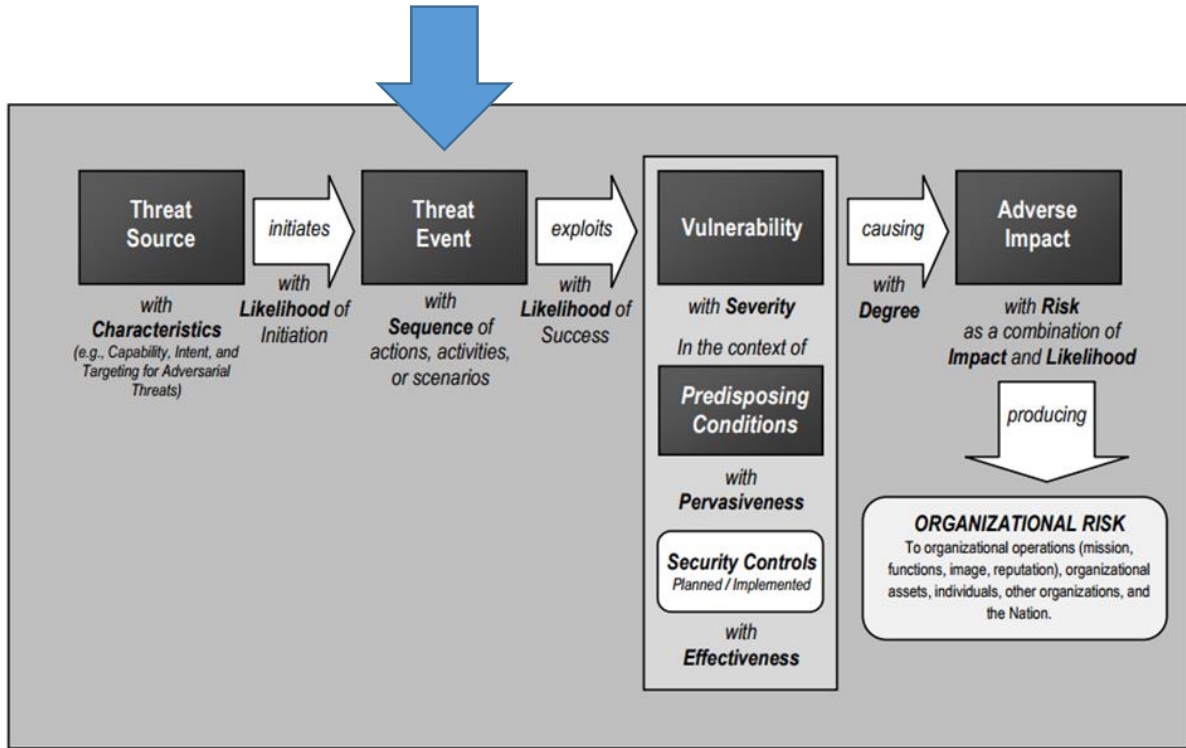 Threat
Source
with
Characteristics
(e.g., Capability, Intent, and
Targeting for Adversarial
Threats)
initiates
with
Likelihood of
Initiation
Threat
Event
with
Sequence of
actions, activities,
or scenarios
exploits
with
Likelihood of
Success
Vulnerability
with Severity
In the context of
Predisposing
Conditions
with
Pervasiveness
Security Controls
Planned / Implemented
with
Effectiveness
causing
with
Degree
Adverse
Impact
with Risk
as a combination of
Impact and Likelihood
producing
ORGANIZATIONAL RISK
To organizational operations (mission,
functions, image, reputation), organizational
assets, individuals, other organizations, and
the Nation.